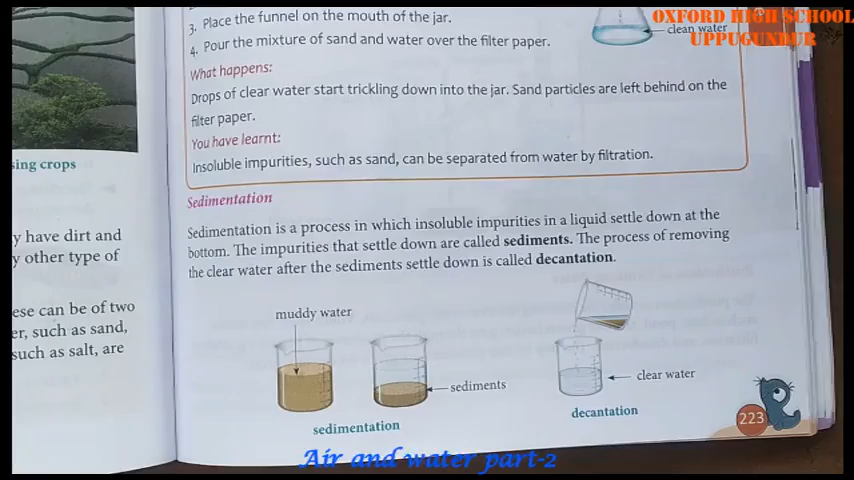 OXFORD HIGH SCHOOL
UPPUGUNDUR
3. Place the funnel on the mouth of the jar.
4. Pour the mixture of sand and water over the filter paper.
clean water
What happens:
Drops of clear water start trickling down into the jar. Sand particles are left behind on the
filter paper.
You have learnt:
Insoluble impurities, such as sand, can be separated from water by filtration.
sing crops
y have dirt and
y other type of
ese can be of two
er, such as sand,
such as salt, are
Sedimentation
Sedimentation is a process in which insoluble impurities in a liquid settle down at the
bottom. The impurities that settle down are called sediments. The process of removing
the clear water after the sediments settle down is called decantation.
muddy water
sediments
clear water
sedimentation
decantation
223
Air and water part-2